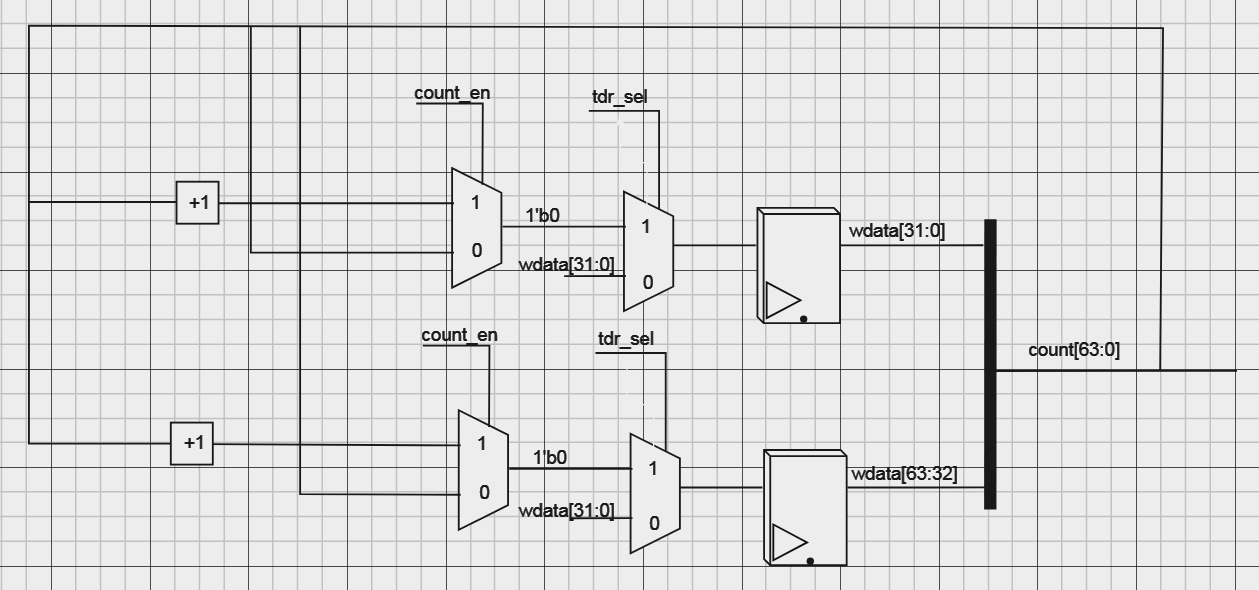 count_en
tdr_sel
+1
1
0
1'b0
wdata[31:0]
1
0
wdata[31:0]
count_en
tdr_sel
count[63:0]
+1
1
0
1'b0
wdata[31:0]
1
0
wdata[63:32]